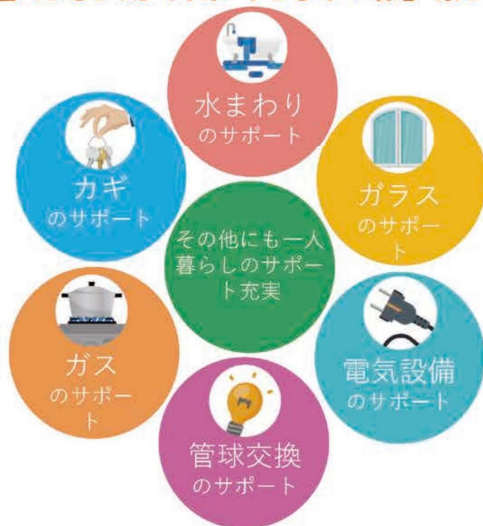 水まわり
のサポート
カギ
のサポート
ガラス
のサポー
ト
その他にも一人
暮らしのサポー
ト充実
ガス
のサポー
ト
電気設備
のサポート
管球交換
のサポート